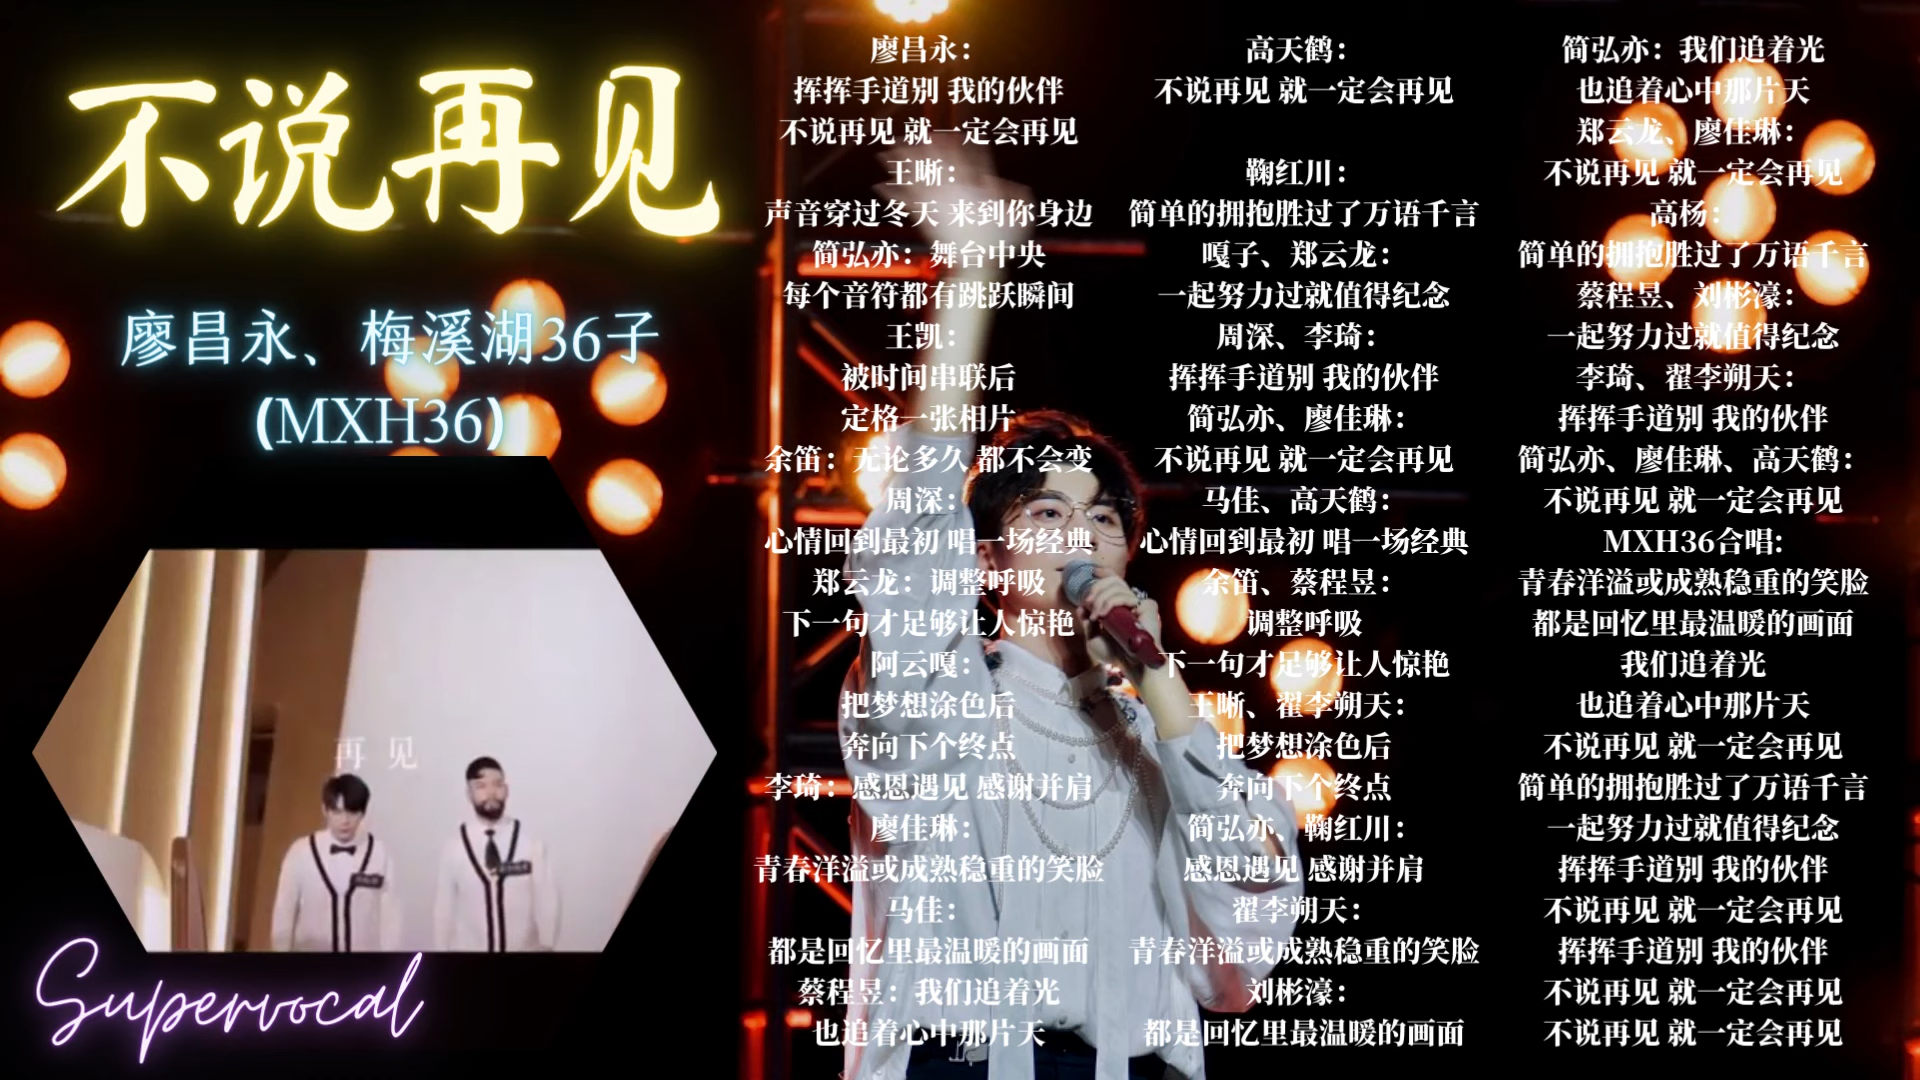 不说再见
廖昌永、梅溪湖36子
(MXH36)
再 见
Supervocal
廖昌永：
挥挥手道别 我的伙伴
不说再见 就一定会再见
王晰：
声音穿过冬天 来到你身边
简弘亦：舞台中央
每个音符都有跳跃瞬间
王凯：
被时间串联后
定格一张相片
余笛：无论多久 都不会变
周深：
心情回到最初 唱一场经典
郑云龙：调整呼吸
下一句才足够让人惊艳
阿云嘎：
把梦想涂色后
奔向下个终点
李琦：感恩遇见 感谢并肩
廖佳琳：
青春洋溢或成熟稳重的笑脸
马佳：
都是回忆里最温暖的画面
蔡程昱：我们追着光
也追着心中那片天
高天鹤：
不说再见 就一定会再见
鞠红川：
简单的拥抱胜过了万语千言
嘎子、郑云龙：
一起努力过就值得纪念
周深、李琦：
挥挥手道别 我的伙伴
简弘亦、廖佳琳：
不说再见 就一定会再见
马佳、高天鹤：
心情回到最初 唱一场经典
余笛、蔡程昱：
调整呼吸
下一句才足够让人惊艳
王晰、翟李朔天：
把梦想涂色后
奔向下个终点
简弘亦、鞠红川：
感恩遇见 感谢并肩
翟李朔天：
青春洋溢或成熟稳重的笑脸
刘彬濠：
都是回忆里最温暖的画面
简弘亦：我们追着光
也追着心中那片天
郑云龙、廖佳琳：
不说再见 就一定会再见
高杨：
简单的拥抱胜过了万语千言
蔡程昱、刘彬濠：
一起努力过就值得纪念
李琦、翟李朔天：
挥挥手道别 我的伙伴
简弘亦、廖佳琳、高天鹤：
不说再见 就一定会再见
MXH36合唱:
青春洋溢或成熟稳重的笑脸
都是回忆里最温暖的画面
我们追着光
也追着心中那片天
不说再见 就一定会再见
简单的拥抱胜过了万语千言
一起努力过就值得纪念
挥挥手道别 我的伙伴
不说再见 就一定会再见
挥挥手道别 我的伙伴
不说再见 就一定会再见
不说再见 就一定会再见